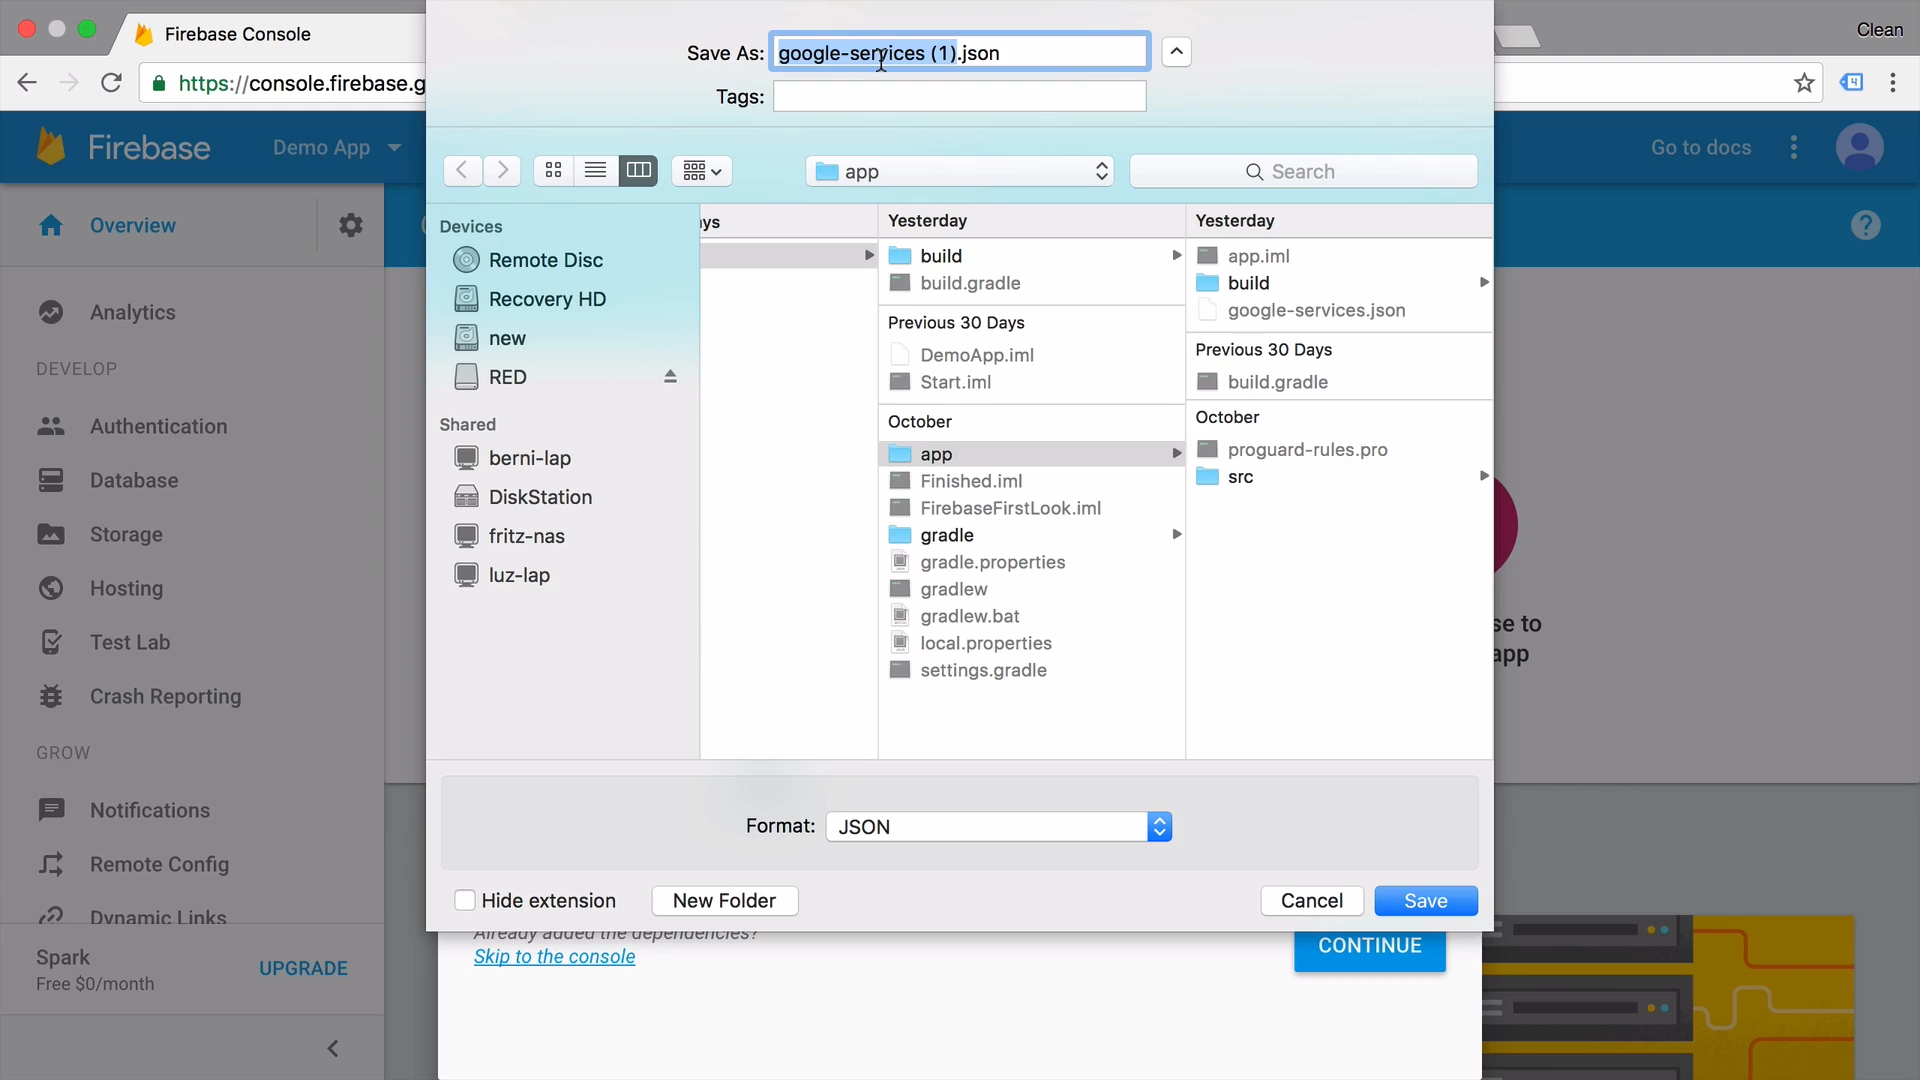 Firebase Console
Clean
https://console.firebase.g
Save As: google-services (1).json
Tags:
Firebase
Demo App
Go to docs
app
Search
Overview
Analytics
DEVELOP
Authentication
Database
Storage
Hosting
Test Lab
Crash Reporting
GROW
Notifications
Remote Config
Dynamic Links
Spark
Free $0/month
UPGRADE
Devices
Remote Disc
Recovery HD
new
RED
Shared
berni-lap
DiskStation
fritz-nas
luz-lap
ys
Yesterday
build
build.gradle
Previous 30 Days
DemoApp.iml
Start.iml
October
app
Finished.iml
FirebaseFirstLook.iml
gradle
gradle.properties
gradlew
gradlew.bat
local.properties
settings.gradle
Yesterday
app.iml
build
google-services.json
Previous 30 Days
build.gradle
October
proguard-rules.pro
src
se to
app
Format: JSON
Hide extension
New Folder
Cancel
Save
Already added the dependencies?
Skip to the console
CONTINUE